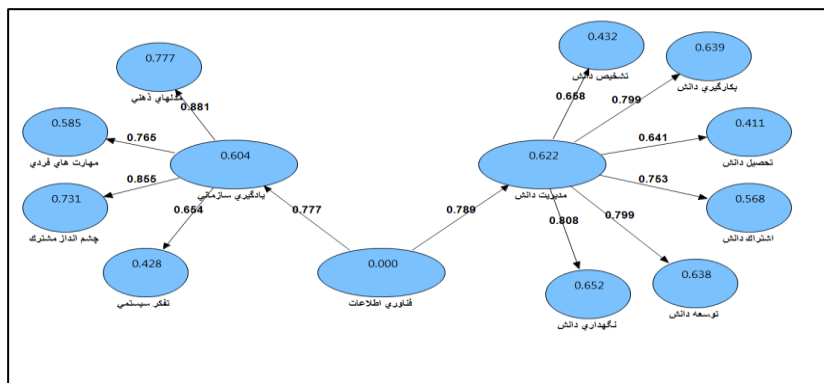 0.432
تشخيص دانش
0.639
بكارگيري دانش
0.777
مدلهاي ذهني
0.658
0.799
0.881
0.585
مهارت هاي فردي
0.765
0.641
0.411
تحصيل دانش
0.604
يادگيري سازماني
0.622
مديريت دانش
0.855
0.753
0.731
چشم انداز مشترك
0.654
0.777
0.789
0.808
0.799
0.568
اشتراك دانش
0.428
تفكر سيستمي
0.000
فناوري اطلاعات
0.652
نگهداري دانش
0.638
توسعه دانش